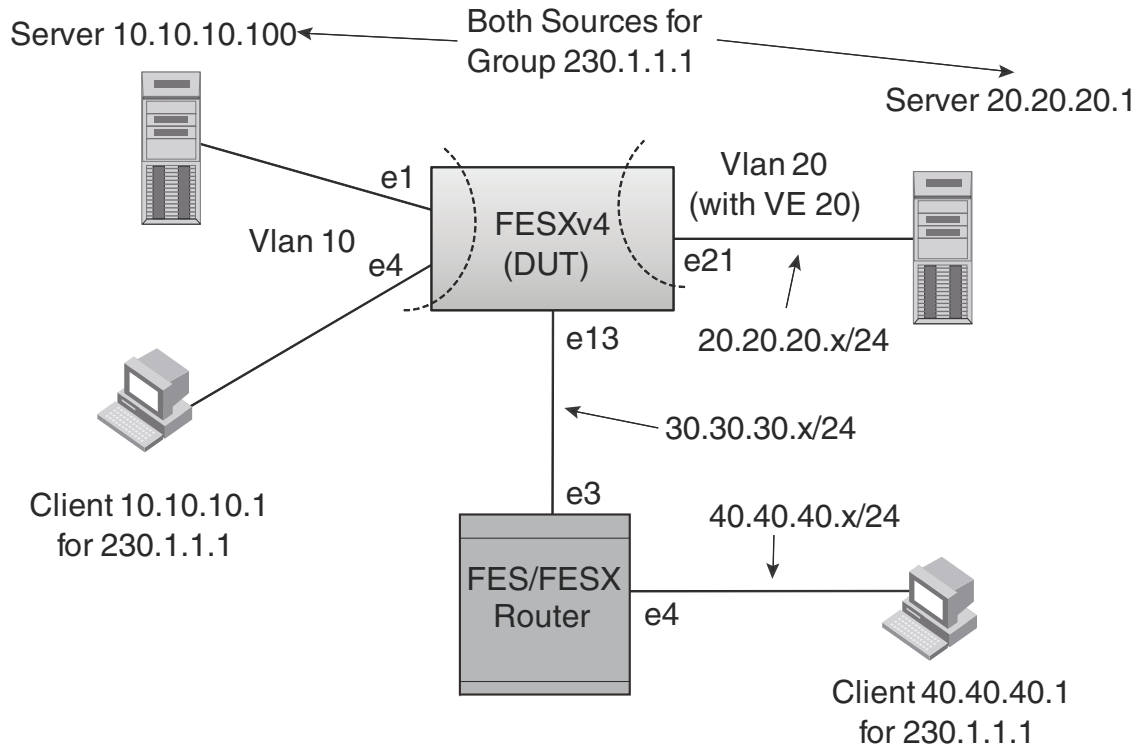 Server 10.10.10.100
Both Sources for
Group 230.1.1.1
Server 20.20.20.1
e1
Vlan 10
e4
FESXv4
(DUT)
Vlan 20
(with VE 20)
e21
e13
20.20.20.x/24
30.30.30.x/24
Client 10.10.10.1
for 230.1.1.1
e3
40.40.40.x/24
FES/FESX
Router
e4
Client 40.40.40.1
for 230.1.1.1